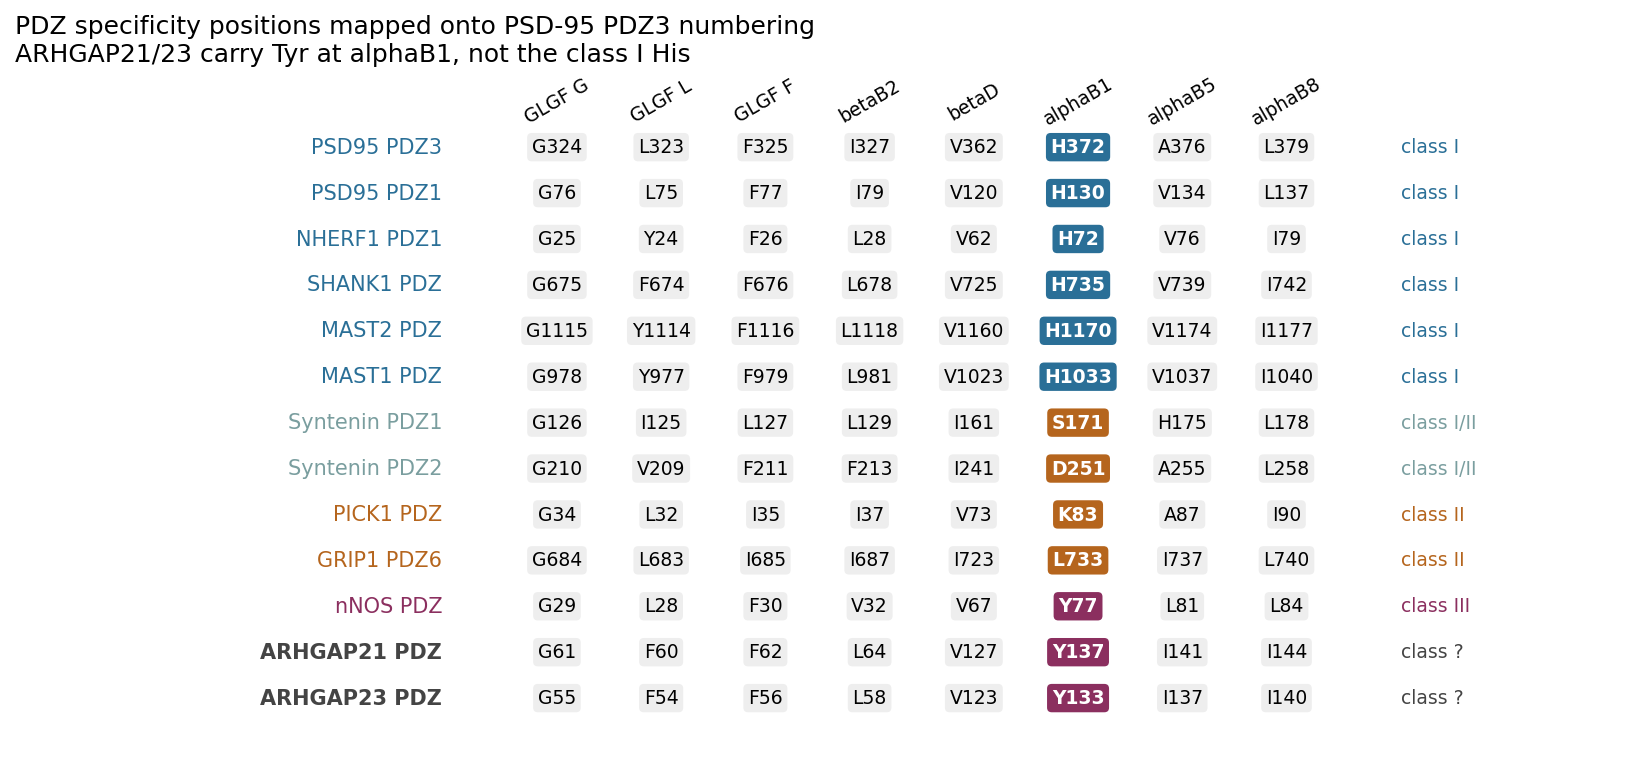 PDZ specificity positions mapped onto PSD-95 PDZ3 numbering
ARHGAP21/23 carry Tyr at alphaB1, not the class I His
GLGF G GLGF L GLGF F betaB2 betaD alphaB1 alphaB5 alphaB8
PSD95 PDZ3 G324 L323 F325 I327 V362 H372 A376 L379 class I
PSD95 PDZ1 G76 L75 F77 I79 V120 H130 V134 L137 class I
NHERF1 PDZ1 G25 Y24 F26 L28 V62 H72 V76 I79 class I
SHANK1 PDZ G675 F674 F676 L678 V725 H735 V739 I742 class I
MAST2 PDZ G1115 Y1114 F1116 L1118 V1160 H1170 V1174 I1177 class I
MAST1 PDZ G978 Y977 F979 L981 V1023 H1033 V1037 I1040 class I
Syntenin PDZ1 G126 I125 L127 L129 I161 S171 H175 L178 class I/II
Syntenin PDZ2 G210 V209 F211 F213 I241 D251 A255 L258 class I/II
PICK1 PDZ G34 L32 I35 I37 V73 K83 A87 I90 class II
GRIP1 PDZ6 G684 L683 I685 I687 I723 L733 I737 L740 class II
nNOS PDZ G29 L28 F30 V32 V67 Y77 L81 L84 class III
ARHGAP21 PDZ G61 F60 F62 L64 V127 Y137 I141 I144 class ?
ARHGAP23 PDZ G55 F54 F56 L58 V123 Y133 I137 I140 class ?